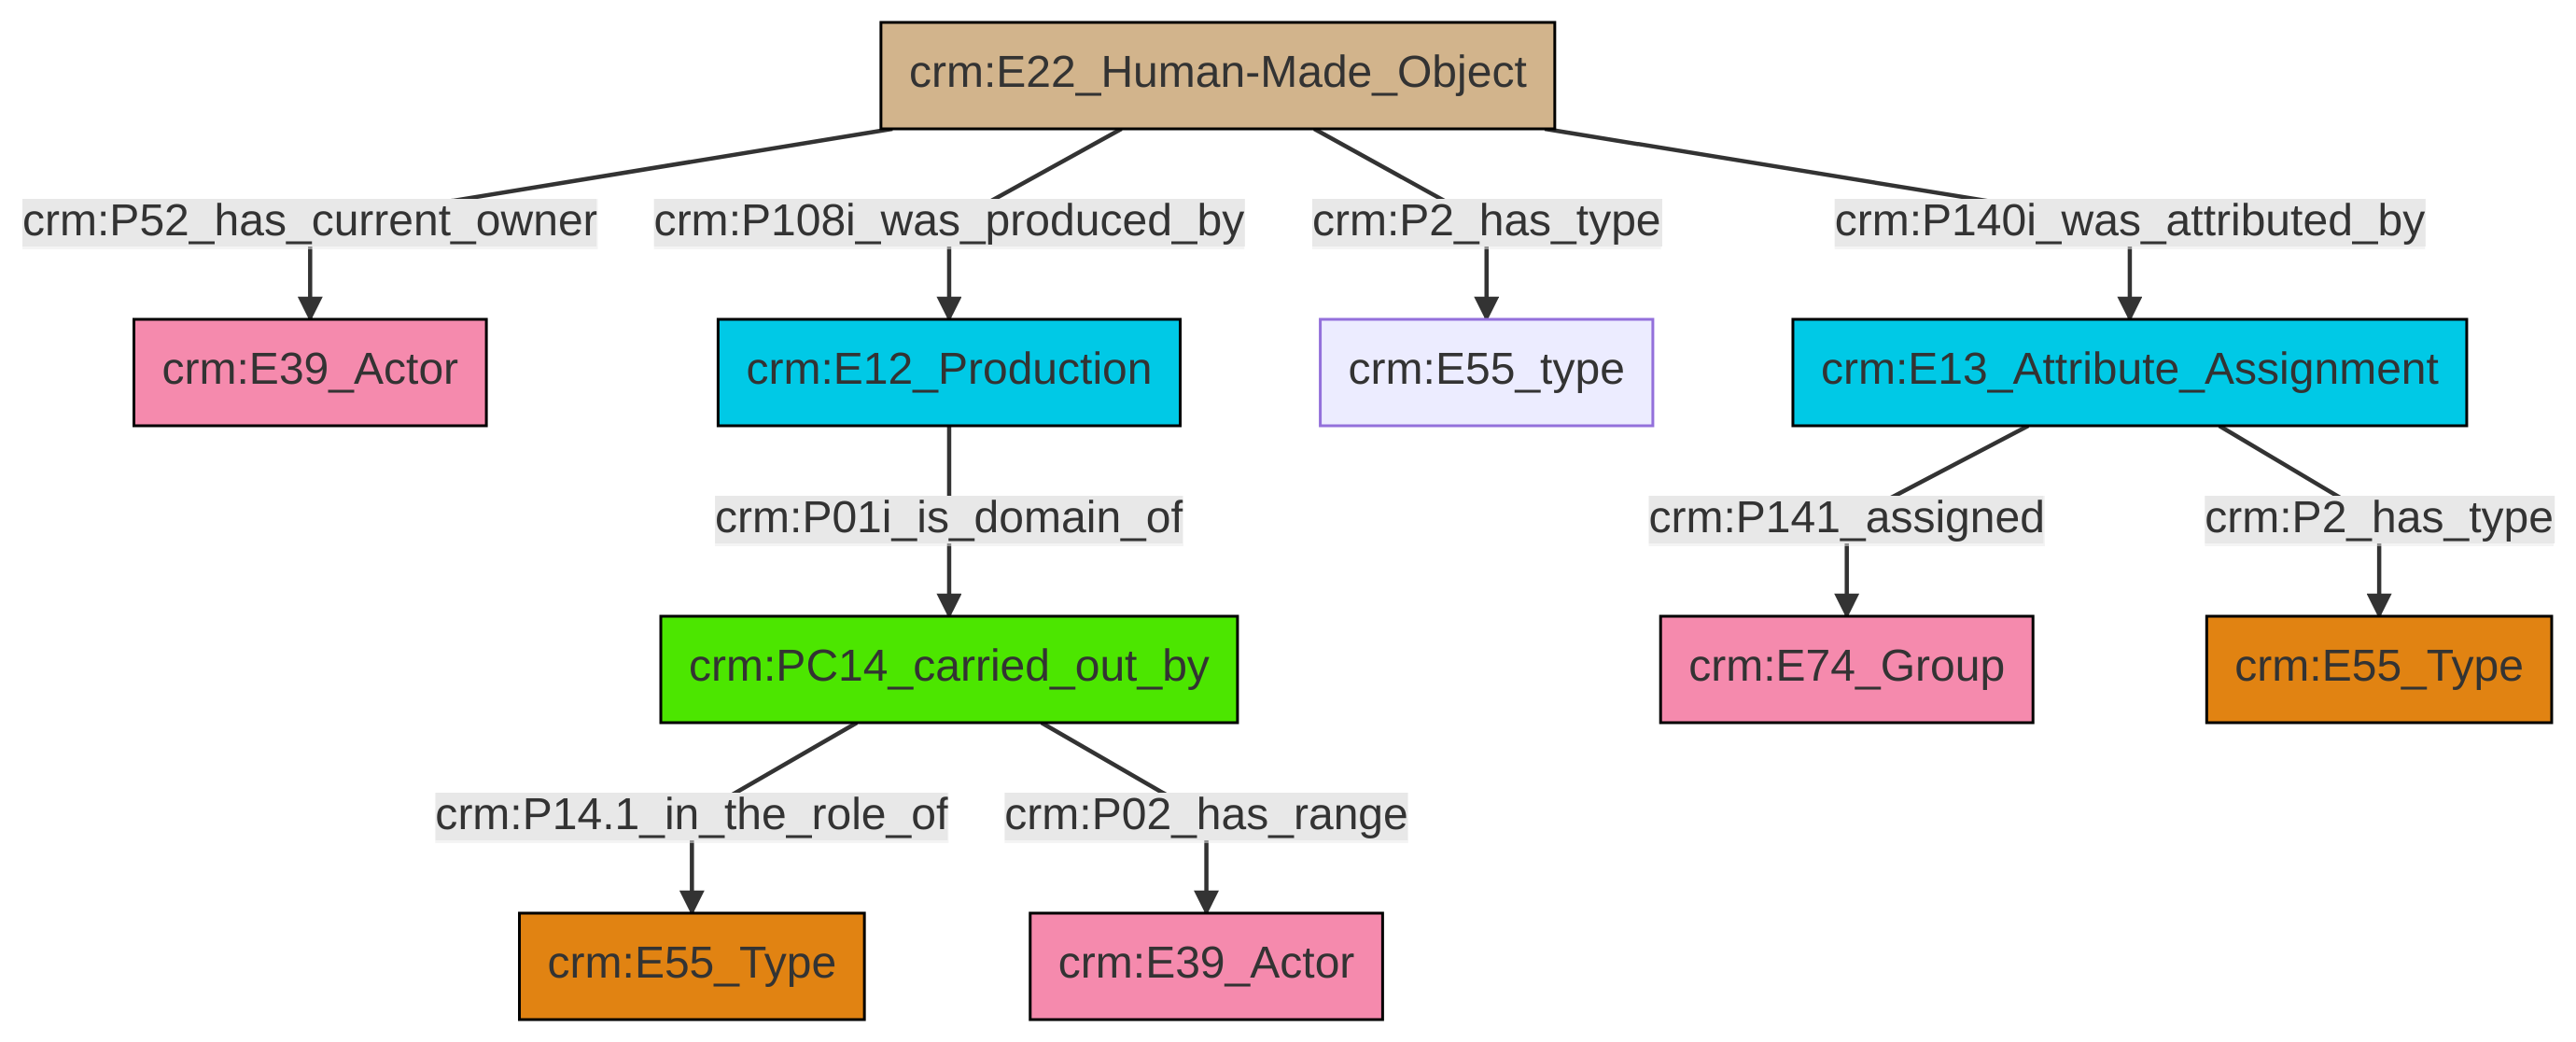 crm:E22_Human-Made_Object
crm:P52_has_current_owner
crm:P108i_was_produced_by
crm:P2_has_type
crm:P140i_was_attributed_by
crm:E39_Actor
crm:E12_Production
crm:E55_type
crm:E13_Attribute_Assignment
crm:P01i_is_domain_of
crm:P141_assigned
crm:P2_has_type
crm:PC14_carried_out_by
crm:E74_Group
crm:E55_Type
crm:P14.1_in_the_role_of
crm:P02_has_range
crm:E55_Type
crm:E39_Actor